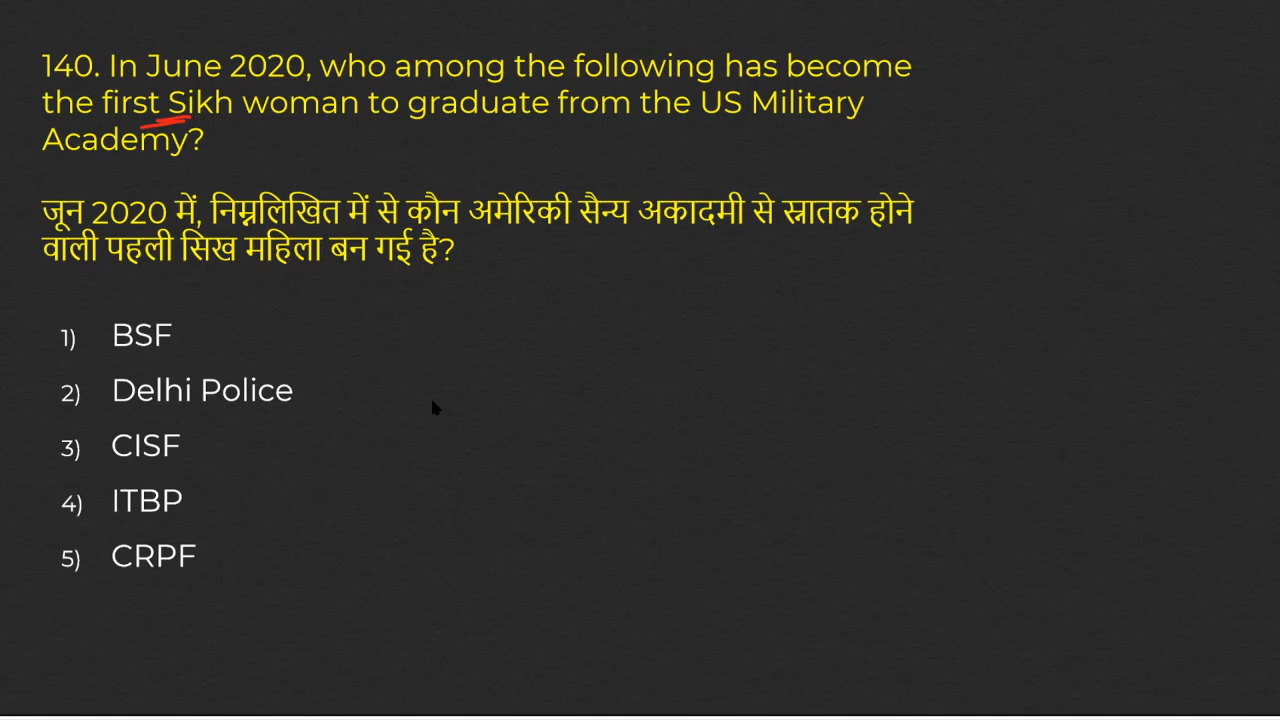 140. In June 2020, who among the following has become
the first Sikh woman to graduate from the US Military
Academy?
जून 2020 में, निम्नलिखित में से कौन अमेरिकी सैन्य अकादमी से स्नातक होने
वाली पहली सिख महिला बन गई है?
1) BSF
2) Delhi Police
3) CISF
4) ITBP
5) CRPF